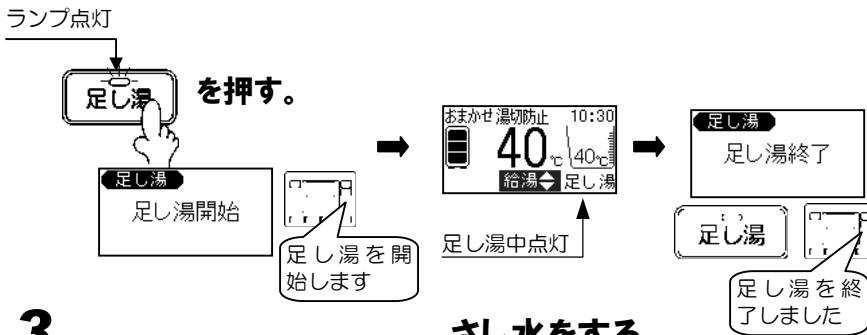 ランプ点灯
足し湯
を押す。
足し湯
足し湯開始
足し湯を開
始します
おまかせ 湯切防止 10:30
40℃ 40℃
給湯 足し湯
足し湯中点灯
足し湯
足し湯終了
足し湯
足し湯を終
了しました
3
さし水をする